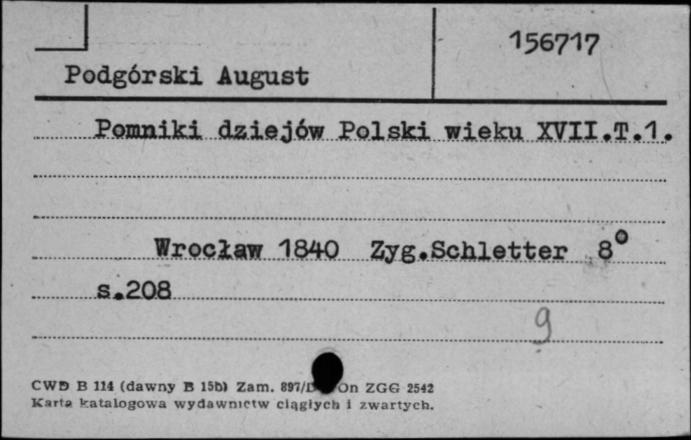 156717
Podgórski August
Pomniki dziejów Polski wieku XVII.T.1.
Wrocław 1840 Zyg.Schletter 8°
s.208
9
CWD B 114 (dawny B 15b) Zam. 897/ On ZGG 2542
Karta katalogowa wydawnictw ciągłych i zwartych.